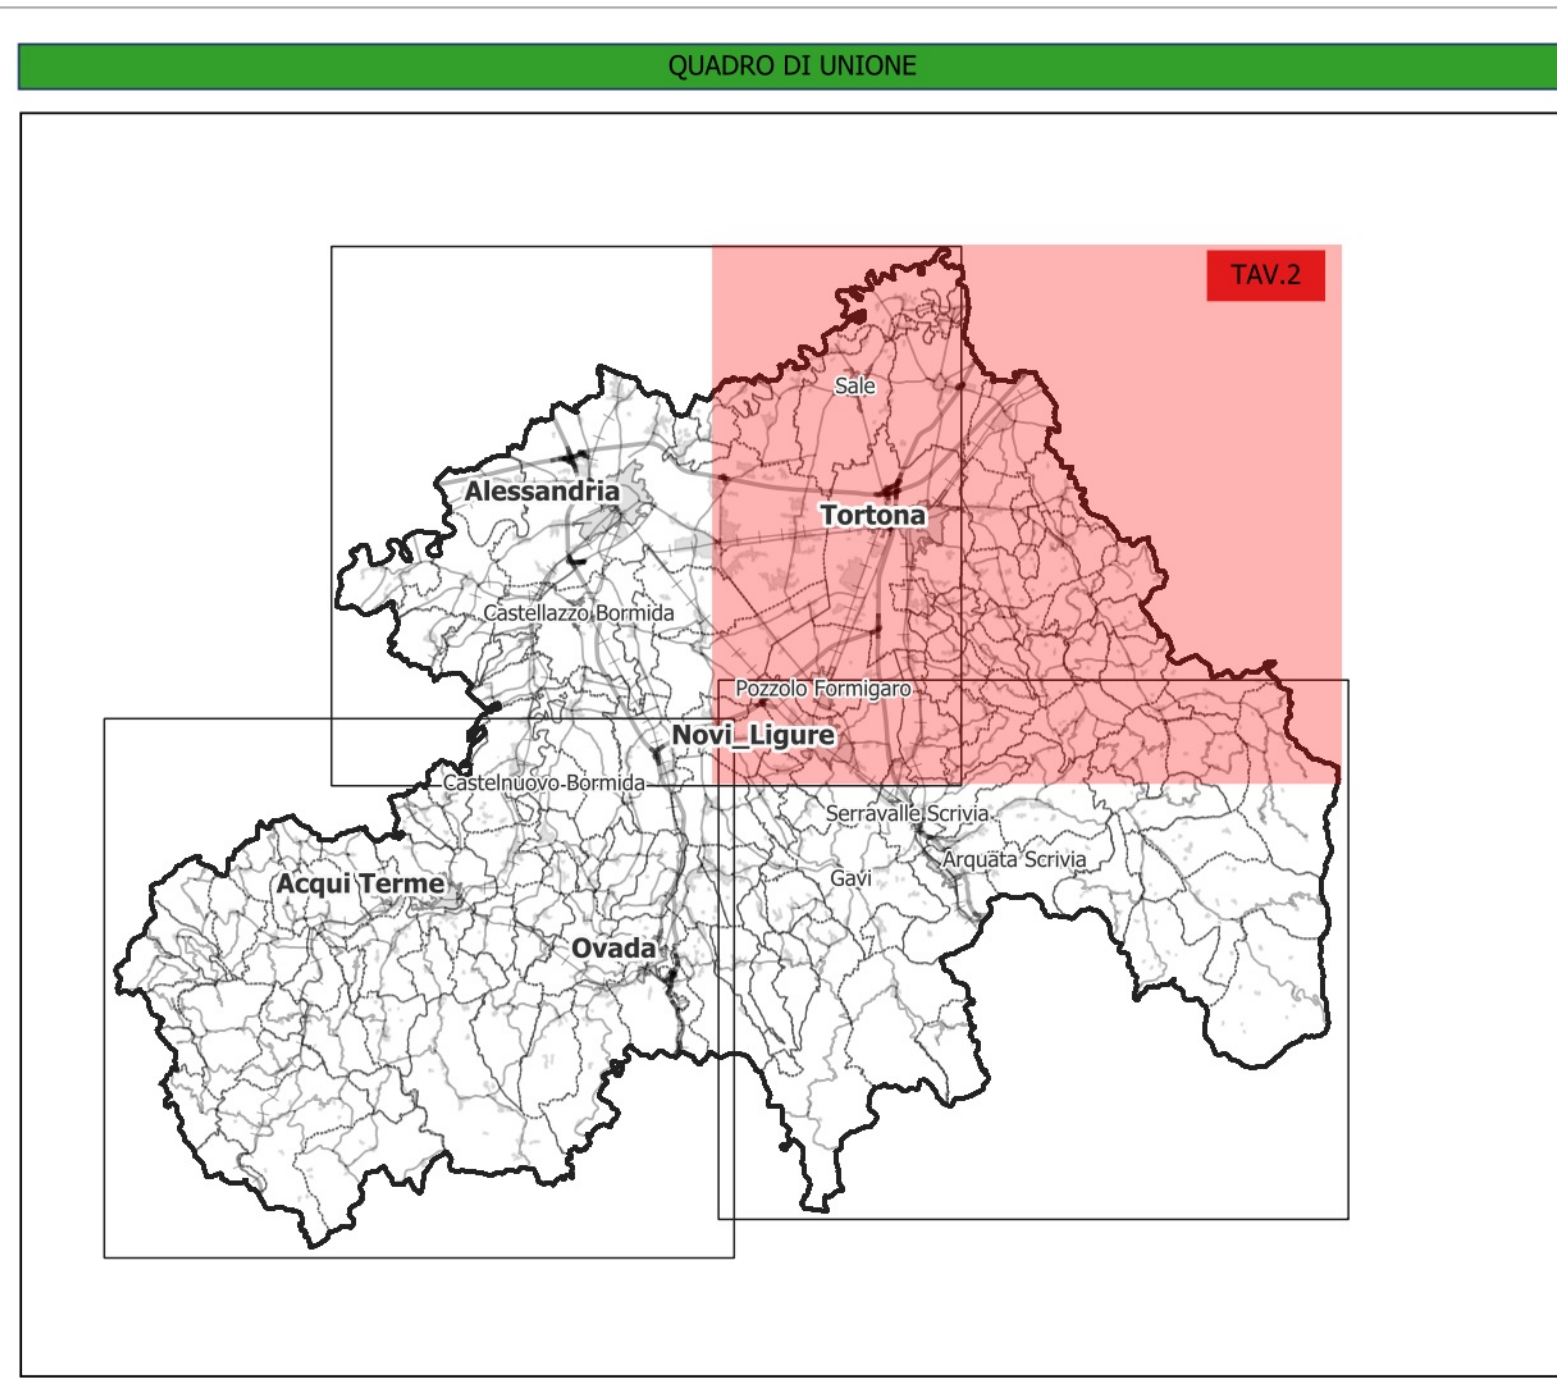 QUADRO DI UNIONE
TAV.2
Sale
Alessandria
Tortona
Castellazzo Bormida
Pozzolo Formigaro
Novi_Ligure
Castelnuovo Bormida
Serravalle Scrivia
Arquata Scrivia
Gavi
Acqui Terme
Ovada